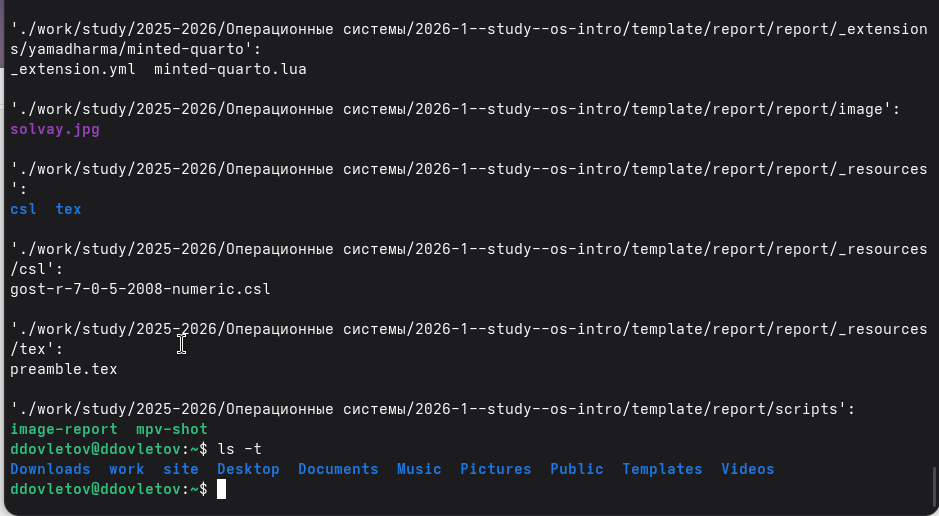 './work/study/2025-2026/Операционные системы/2026-1--study--os-intro/template/report/report/_extension
s/yamadharma/minted-quarto':
_extension.yml  minted-quarto.lua

'./work/study/2025-2026/Операционные системы/2026-1--study--os-intro/template/report/report/image':
solvay.jpg

'./work/study/2025-2026/Операционные системы/2026-1--study--os-intro/template/report/report/_resources
':
csl  tex

'./work/study/2025-2026/Операционные системы/2026-1--study--os-intro/template/report/report/_resources
/csl':
gost-r-7-0-5-2008-numeric.csl

'./work/study/2025-2026/Операционные системы/2026-1--study--os-intro/template/report/report/_resources
/tex':
preamble.tex

'./work/study/2025-2026/Операционные системы/2026-1--study--os-intro/template/report/scripts':
image-report  mpv-shot
ddovletov@ddovletov:~$ ls -t
Downloads  work  site  Desktop  Documents  Music  Pictures  Public  Templates  Videos
ddovletov@ddovletov:~$